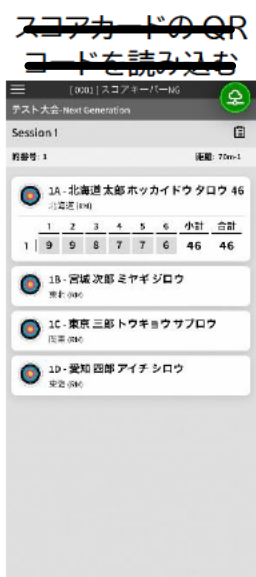 スコアカードのQR
コードを読み込む
[0001] スコアキーパーNG
テスト大会-Next Generation
Session 1
的番号: 1 距離: 70m-1
1A - 北海道 太郎 ホッカイドウ タロウ 46
北海道 (RM)
1 2 3 4 5 6 小計 合計
1 9 9 8 7 7 6 46 46
1B - 宮城 次郎 ミヤギ ジロウ
東北 (RM)
1C - 東京 三郎 トウキョウ サブロウ
関東 (RM)
1D - 愛知 四郎 アイチ シロウ
東海 (RM)